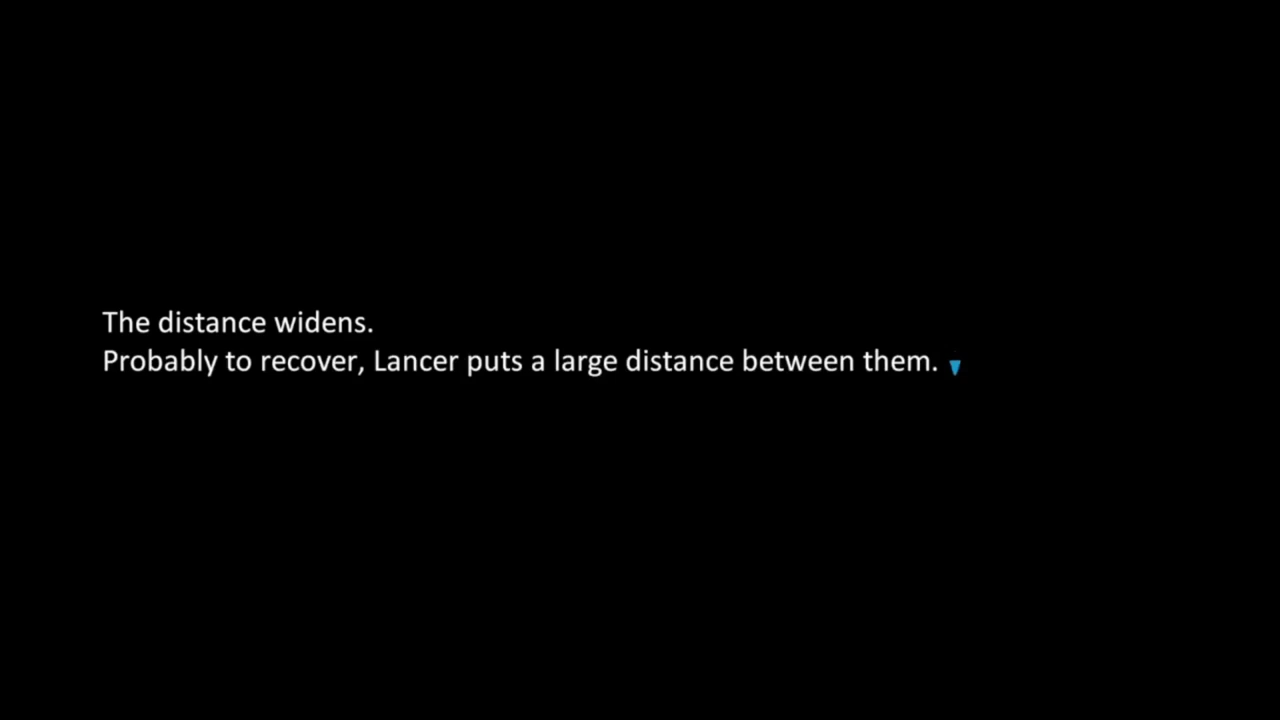 The distance widens.
Probably to recover, Lancer puts a large distance between them.